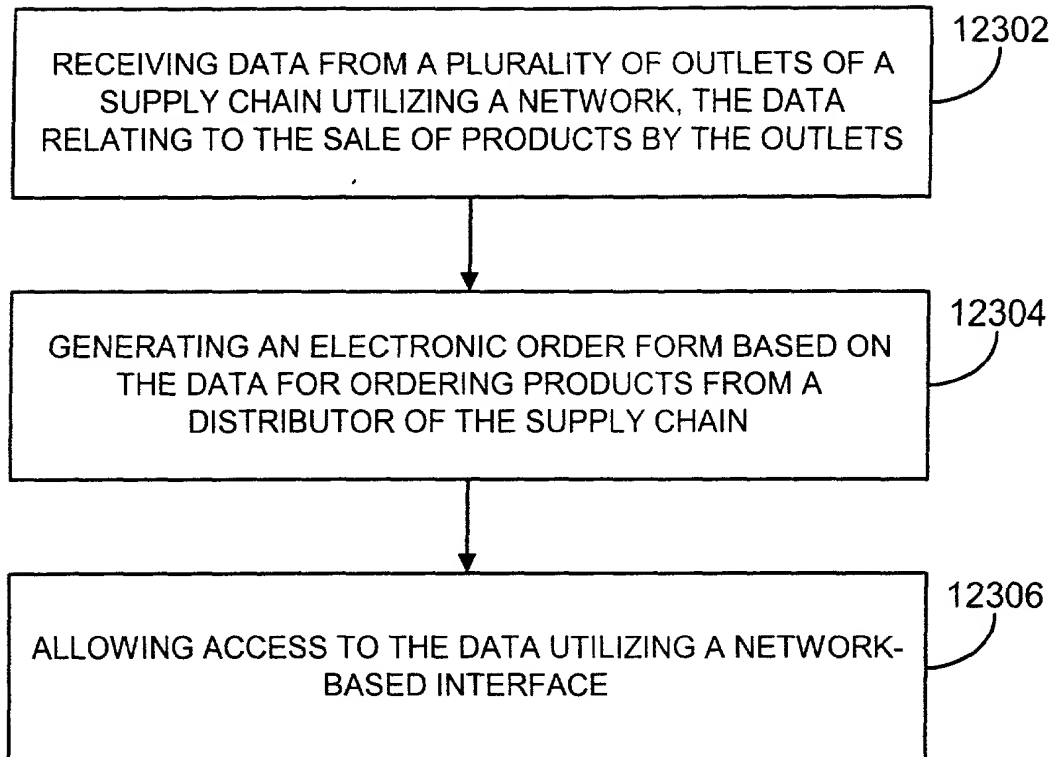 12302
RECEIVING DATA FROM A PLURALITY OF OUTLETS OF A
SUPPLY CHAIN UTILIZING A NETWORK, THE DATA
RELATING TO THE SALE OF PRODUCTS BY THE OUTLETS
12304
GENERATING AN ELECTRONIC ORDER FORM BASED ON
THE DATA FOR ORDERING PRODUCTS FROM A
DISTRIBUTOR OF THE SUPPLY CHAIN
12306
ALLOWING ACCESS TO THE DATA UTILIZING A NETWORK-
BASED INTERFACE